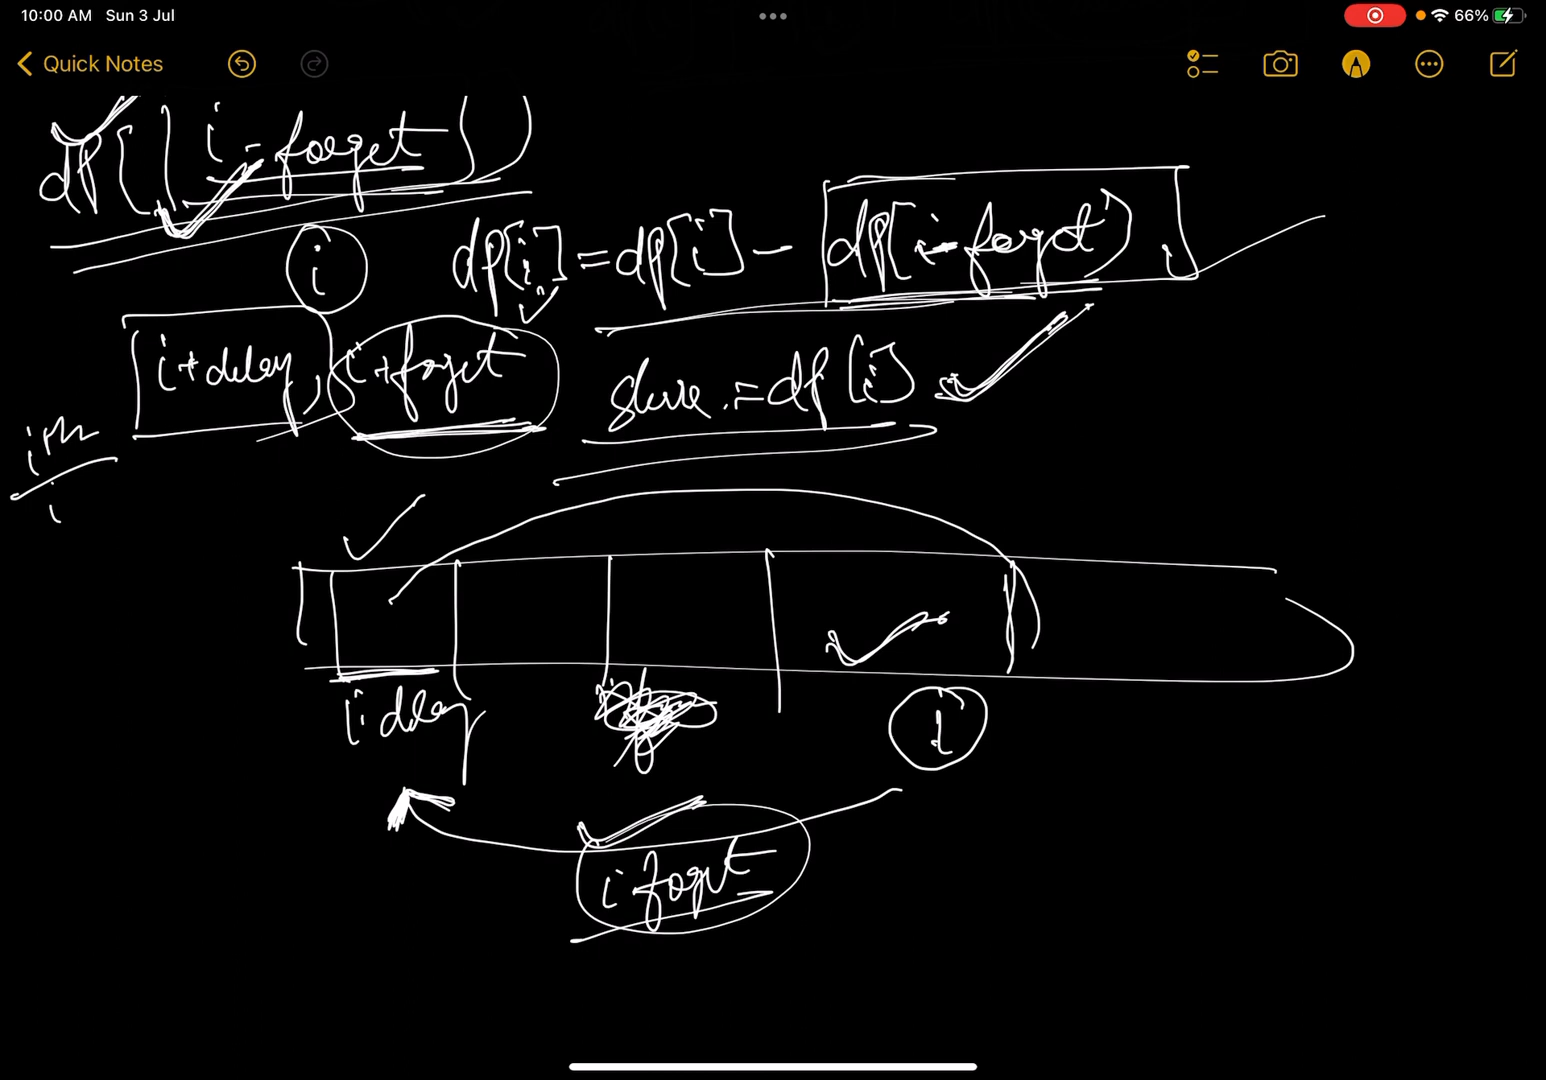 10:00 AM Sun 3 Jul
66%
Quick Notes
dp[(i-forget)]
i
dp[i] = dp[i] - dp[i-forget]
i+delay, i+forget
share = dp[i]
ith
i
i-delay
i
i-forget